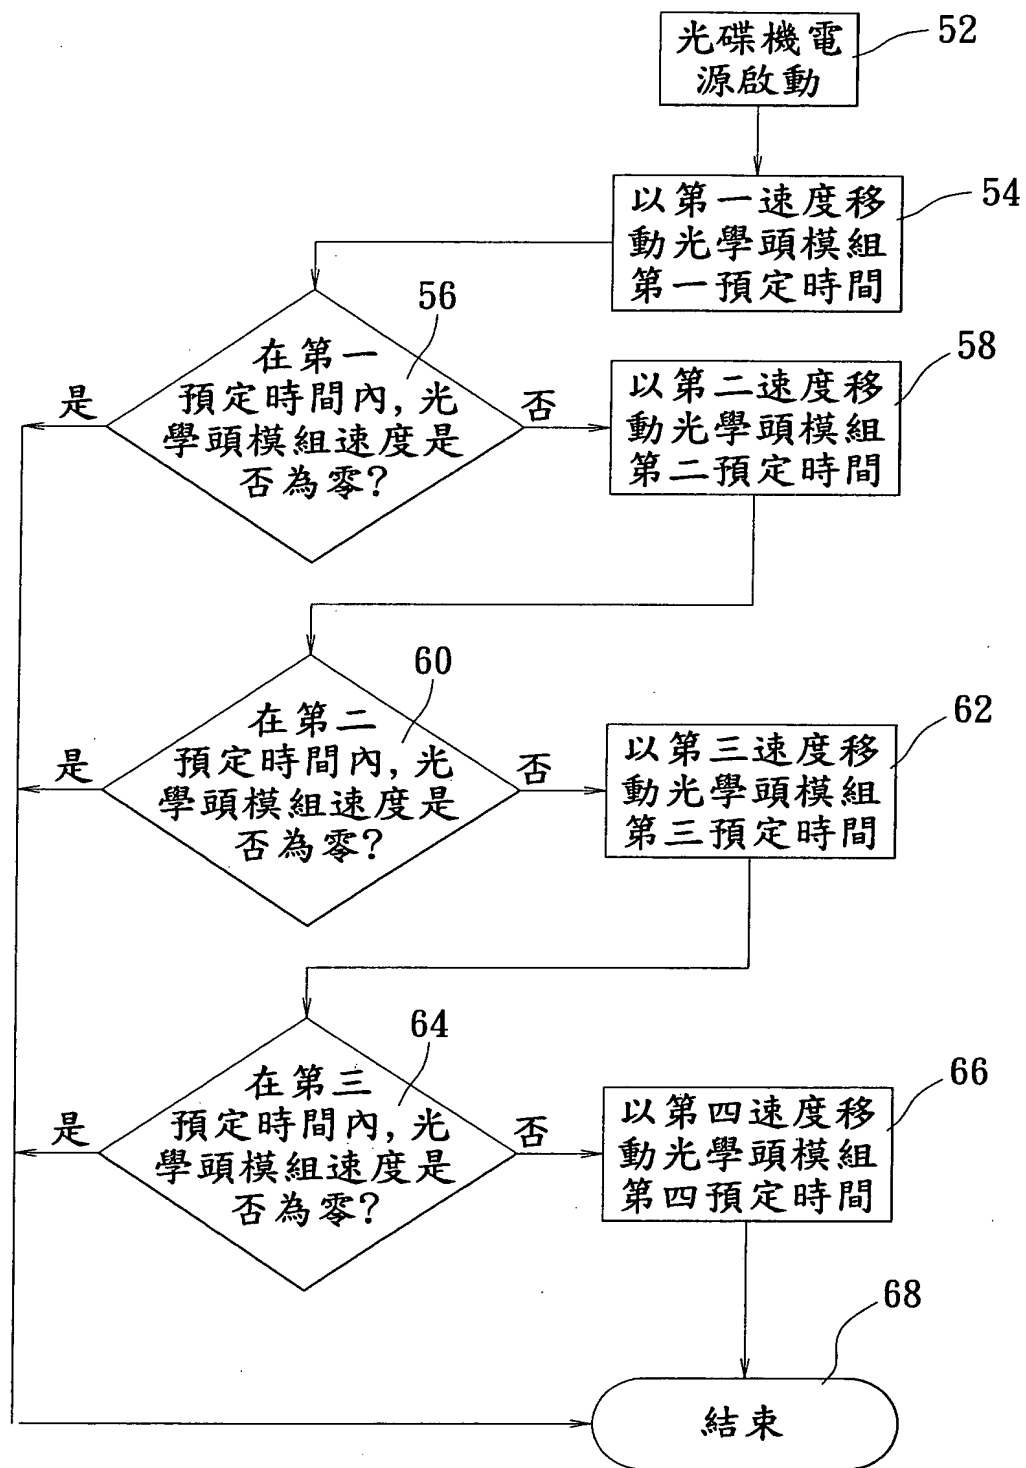 光碟機電
源啟動
52
以第一速度移
動光學頭模組
第一預定時間
54
在第一
預定時間內,光
學頭模組速度是
否為零?
56
是
否
以第二速度移
動光學頭模組
第二預定時間
58
在第二
預定時間內,光
學頭模組速度是
否為零?
60
是
否
以第三速度移
動光學頭模組
第三預定時間
62
在第三
預定時間內,光
學頭模組速度是
否為零?
64
是
否
以第四速度移
動光學頭模組
第四預定時間
66
結束
68